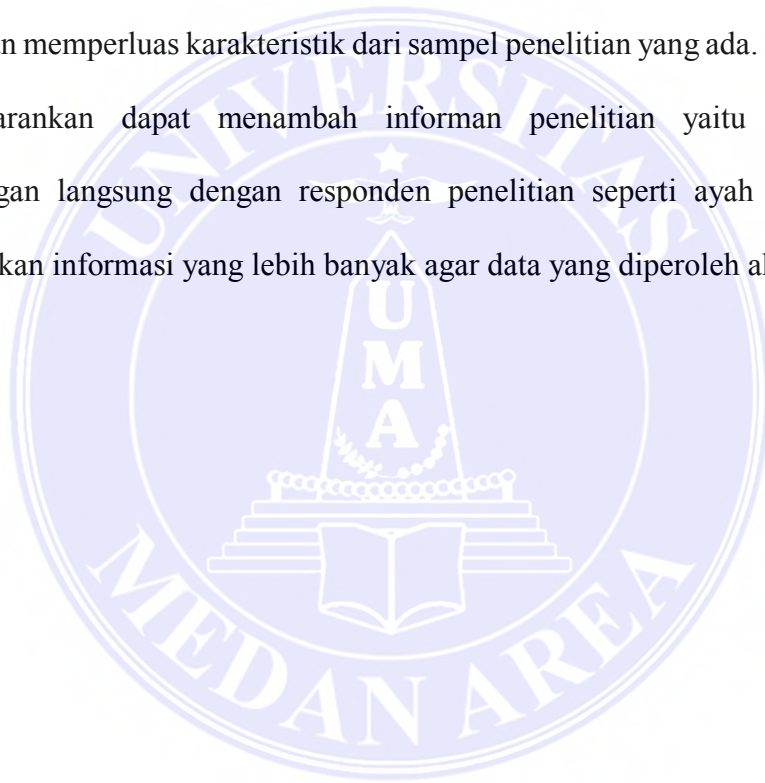 n memperluas karakteristik dari sampel penelitian yang ada.
arankan dapat menambah informan penelitian yaitu
gan langsung dengan responden penelitian seperti ayah
kan informasi yang lebih banyak agar data yang diperoleh
UNIVERSITAS
UMA
MEDAN AREA